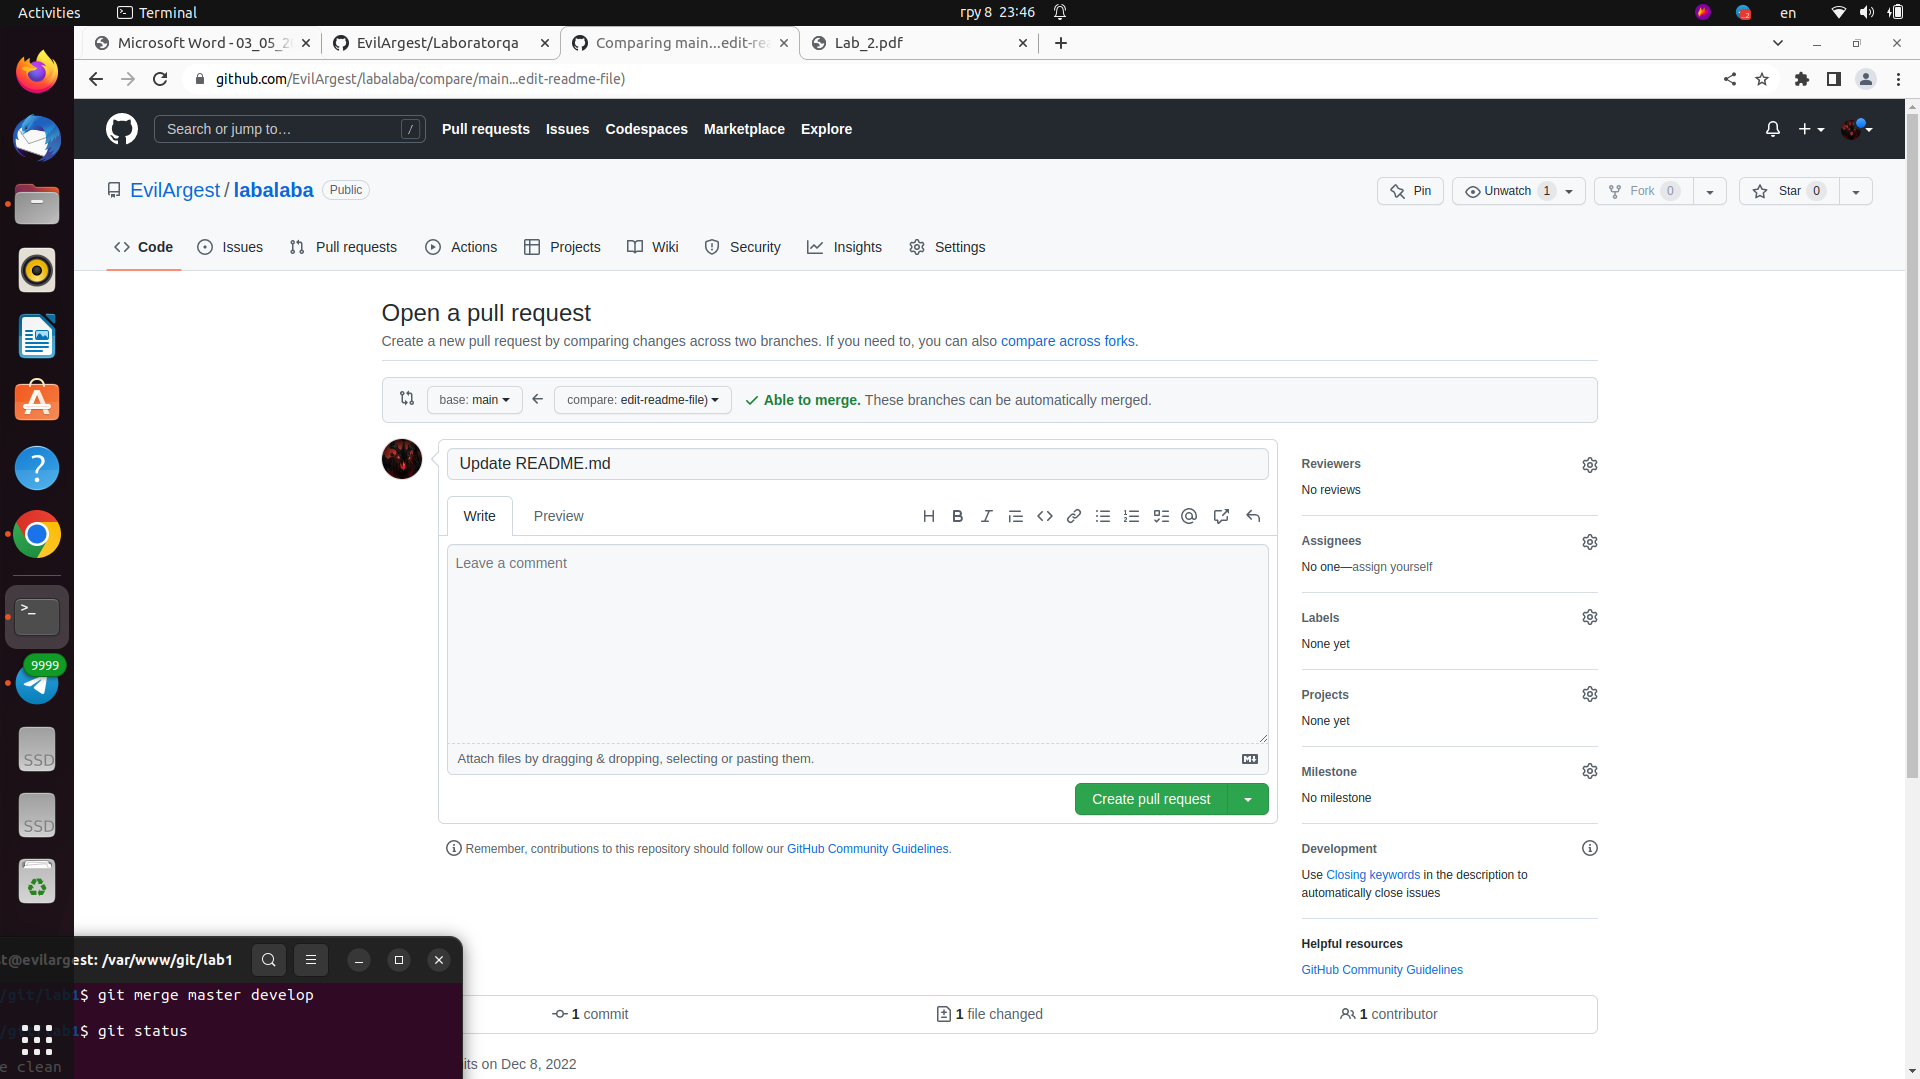 Activities Terminal гру 8 23:46 en
Microsoft Word - 03_05_2 EvilArgest/Laboratorqa Comparing main...edit-rea Lab_2.pdf
github.com/EvilArgest/labalaba/compare/main...edit-readme-file)
Search or jump to... / Pull requests Issues Codespaces Marketplace Explore
EvilArgest / labalaba Public Pin Unwatch 1 Fork 0 Star 0
Code Issues Pull requests Actions Projects Wiki Security Insights Settings
Open a pull request
Create a new pull request by comparing changes across two branches. If you need to, you can also compare across forks.
base: main compare: edit-readme-file) Able to merge. These branches can be automatically merged.
Update README.md
Write Preview
Leave a comment
Attach files by dragging & dropping, selecting or pasting them.
Create pull request
Remember, contributions to this repository should follow our GitHub Community Guidelines.
Reviewers
No reviews
Assignees
No one—assign yourself
Labels
None yet
Projects
None yet
Milestone
No milestone
Development
Use Closing keywords in the description to
automatically close issues
Helpful resources
GitHub Community Guidelines
1 commit 1 file changed 1 contributor
its on Dec 8, 2022
9999
SSD
SSD
st@evilargest: /var/www/git/lab1
/git/lab1$ git merge master develop
$ git status
e clean